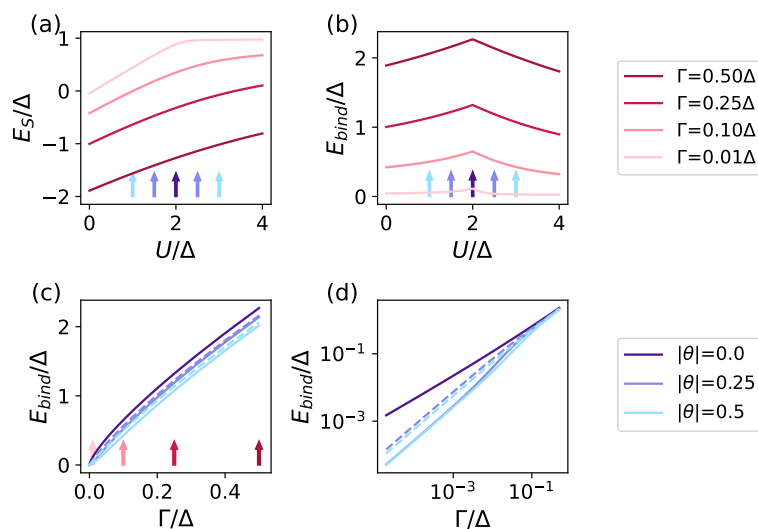 (a)
1
0
-1
-2
E_S/Δ
0 2 4
U/Δ
(b)
2
1
0
E_bind/Δ
0 2 4
U/Δ
Γ=0.50Δ
Γ=0.25Δ
Γ=0.10Δ
Γ=0.01Δ
(c)
2
1
0
E_bind/Δ
0.0 0.2 0.4
Γ/Δ
(d)
10⁻¹
10⁻³
E_bind/Δ
10⁻³ 10⁻¹
Γ/Δ
|θ|=0.0
|θ|=0.25
|θ|=0.5